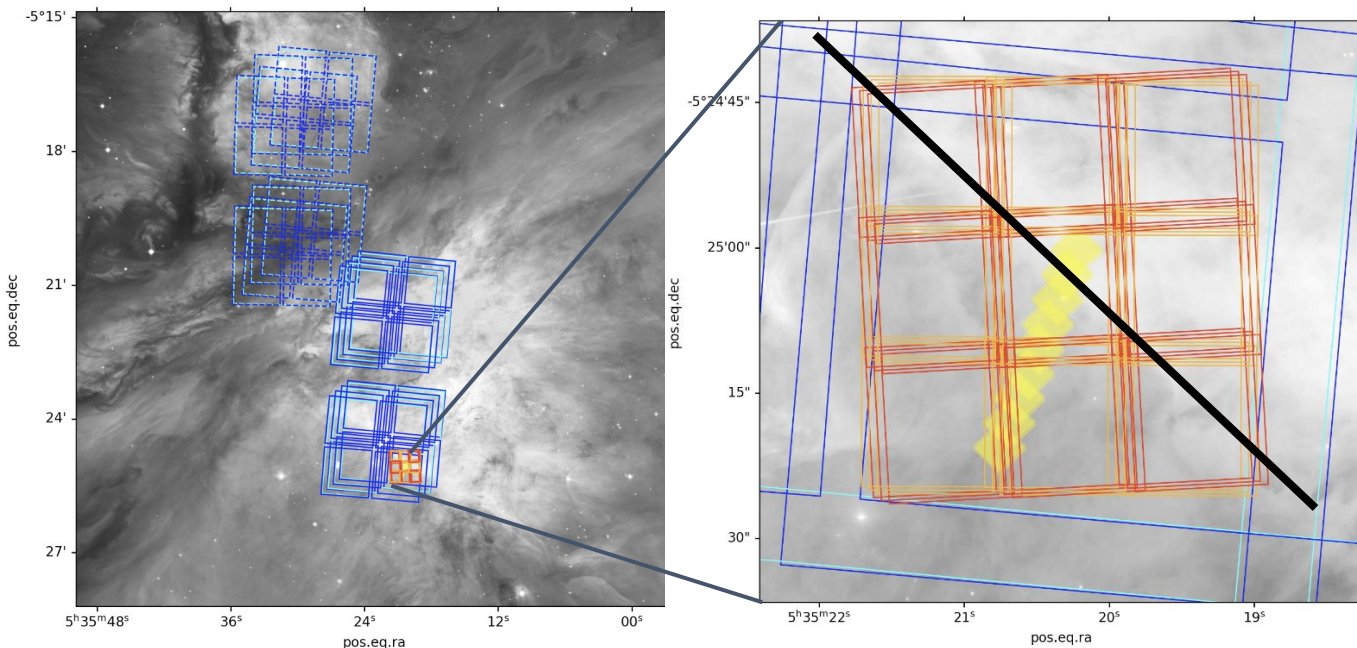 -5°15'
18'
21'
24'
27'
pos.eq.dec
5ʰ35ᵐ48ˢ 36ˢ 24ˢ 12ˢ 00ˢ
pos.eq.ra
-5°24'45"
25'00"
15"
30"
pos.eq.dec
5ʰ35ᵐ22ˢ 21ˢ 20ˢ 19ˢ
pos.eq.ra